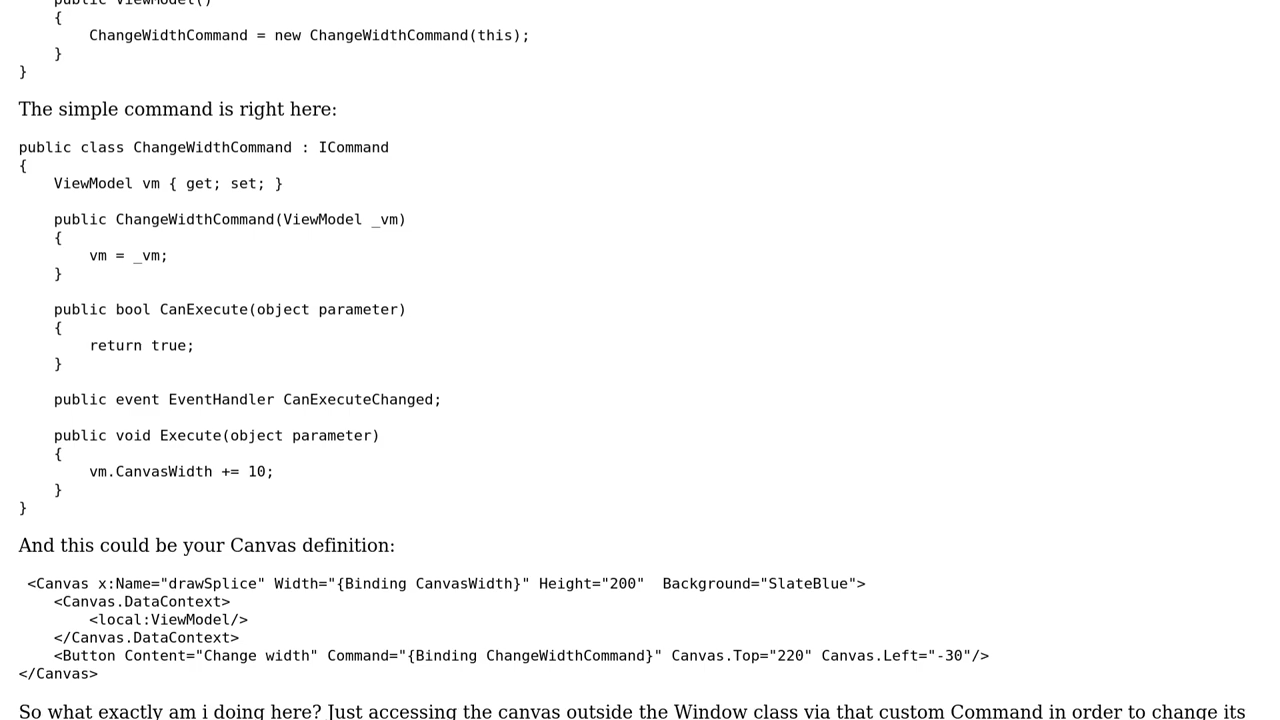 public ViewModel()
    {
        ChangeWidthCommand = new ChangeWidthCommand(this);
    }
}
The simple command is right here:
public class ChangeWidthCommand : ICommand
{
    ViewModel vm { get; set; }
    public ChangeWidthCommand(ViewModel _vm)
    {
        vm = _vm;
    }
    public bool CanExecute(object parameter)
    {
        return true;
    }
    public event EventHandler CanExecuteChanged;
    public void Execute(object parameter)
    {
        vm.CanvasWidth += 10;
    }
}
And this could be your Canvas definition:
 <Canvas x:Name="drawSplice" Width="{Binding CanvasWidth}" Height="200"  Background="SlateBlue">
    <Canvas.DataContext>
        <local:ViewModel/>
    </Canvas.DataContext>
    <Button Content="Change width" Command="{Binding ChangeWidthCommand}" Canvas.Top="220" Canvas.Left="-30"/>
</Canvas>
So what exactly am i doing here? Just accessing the canvas outside the Window class via that custom Command in order to change its